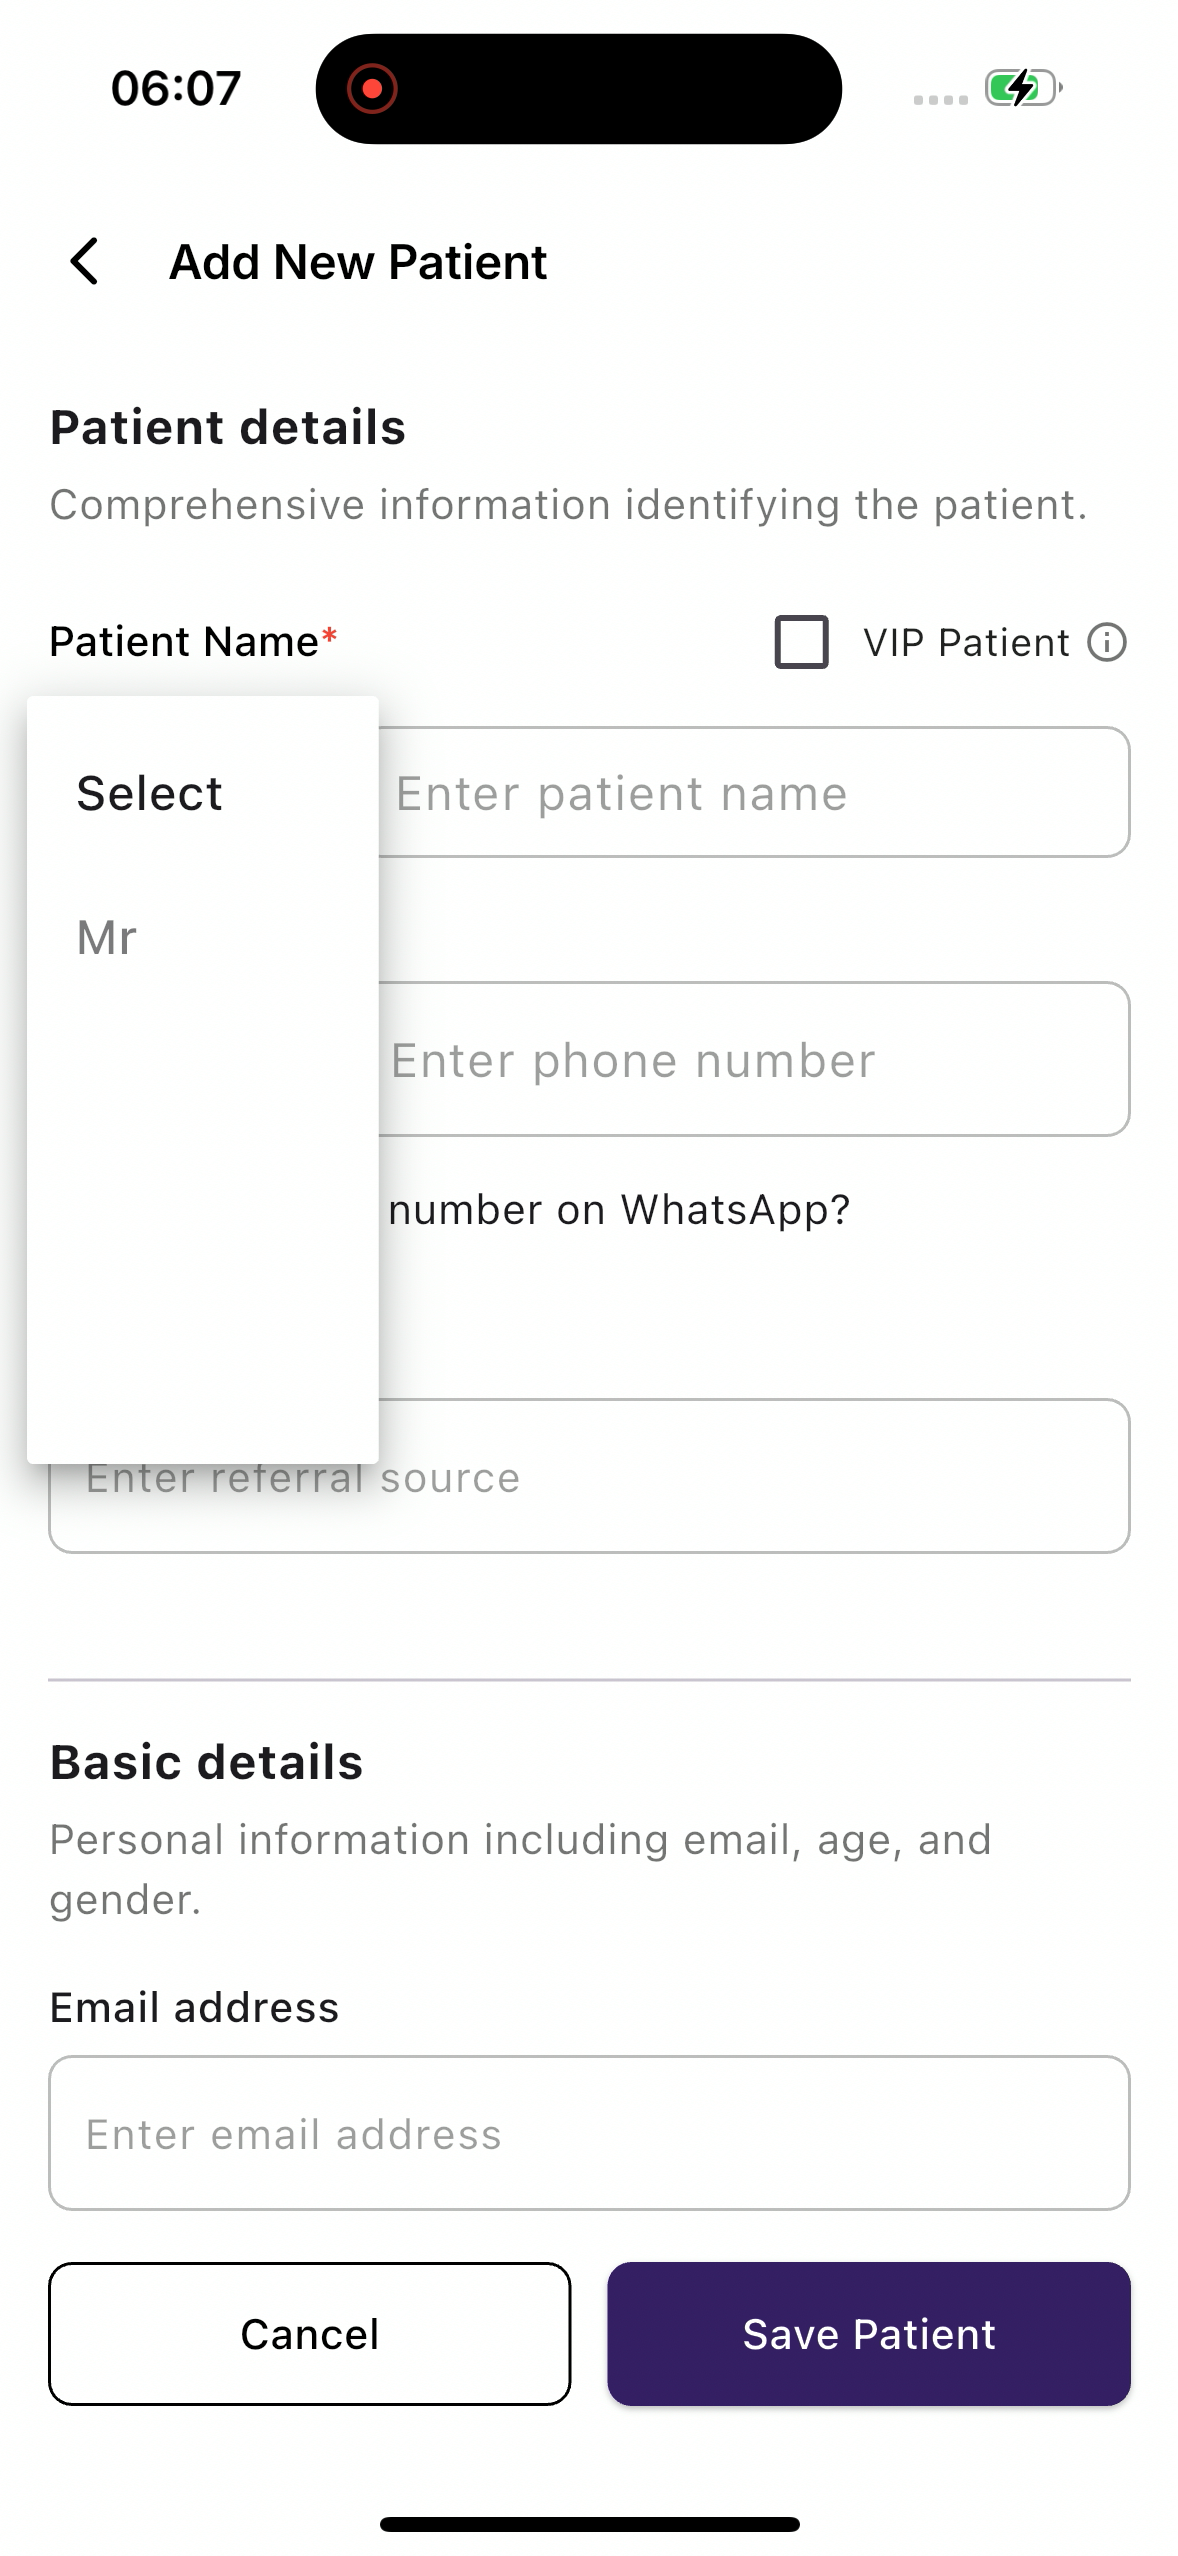 06:07
Add New Patient
Patient details
Comprehensive information identifying the patient.
Patient Name*
VIP Patient
Select
Enter patient name
Mr
Enter phone number
number on WhatsApp?
Enter referral source
Basic details
Personal information including email, age, and
gender.
Email address
Enter email address
Cancel
Save Patient